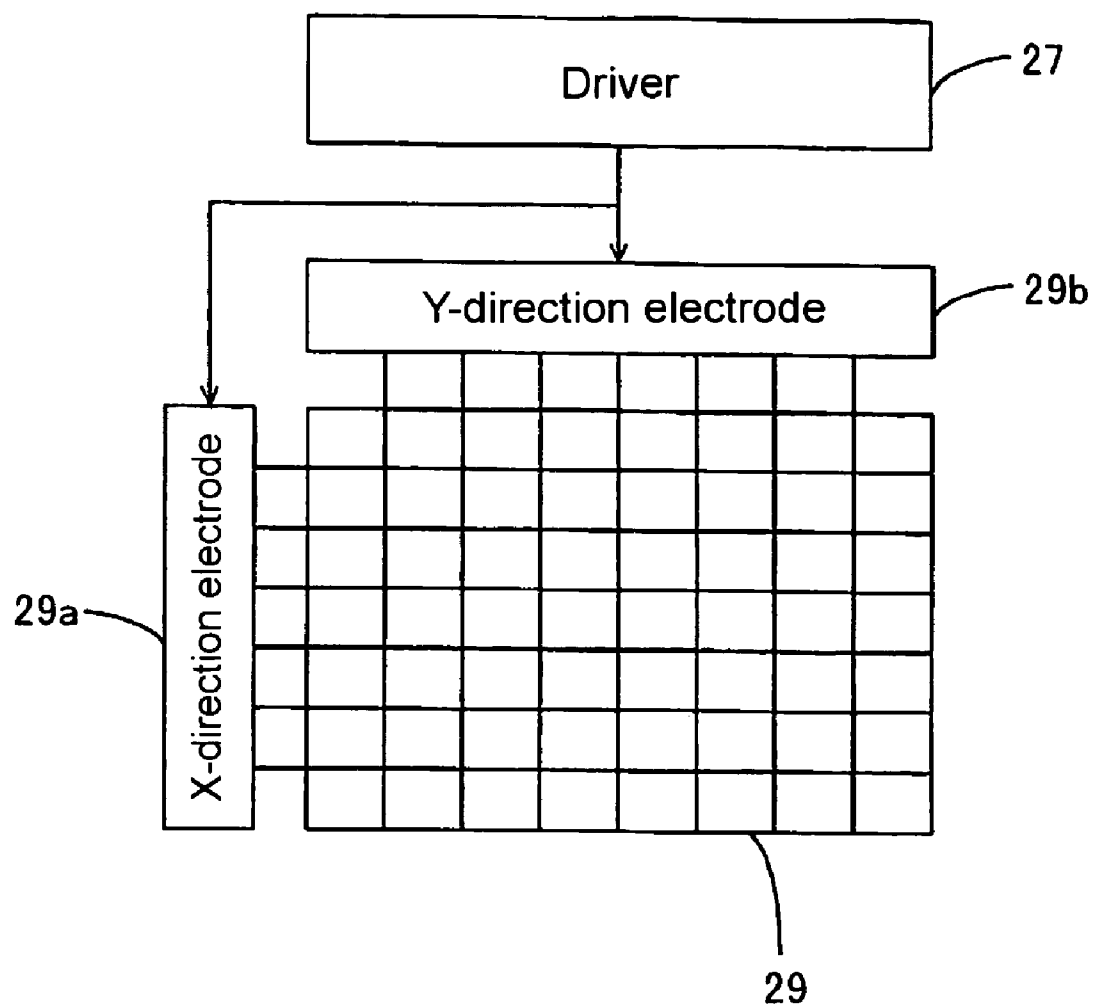 Driver
27
Y-direction electrode
29b
X-direction electrode
29a
29